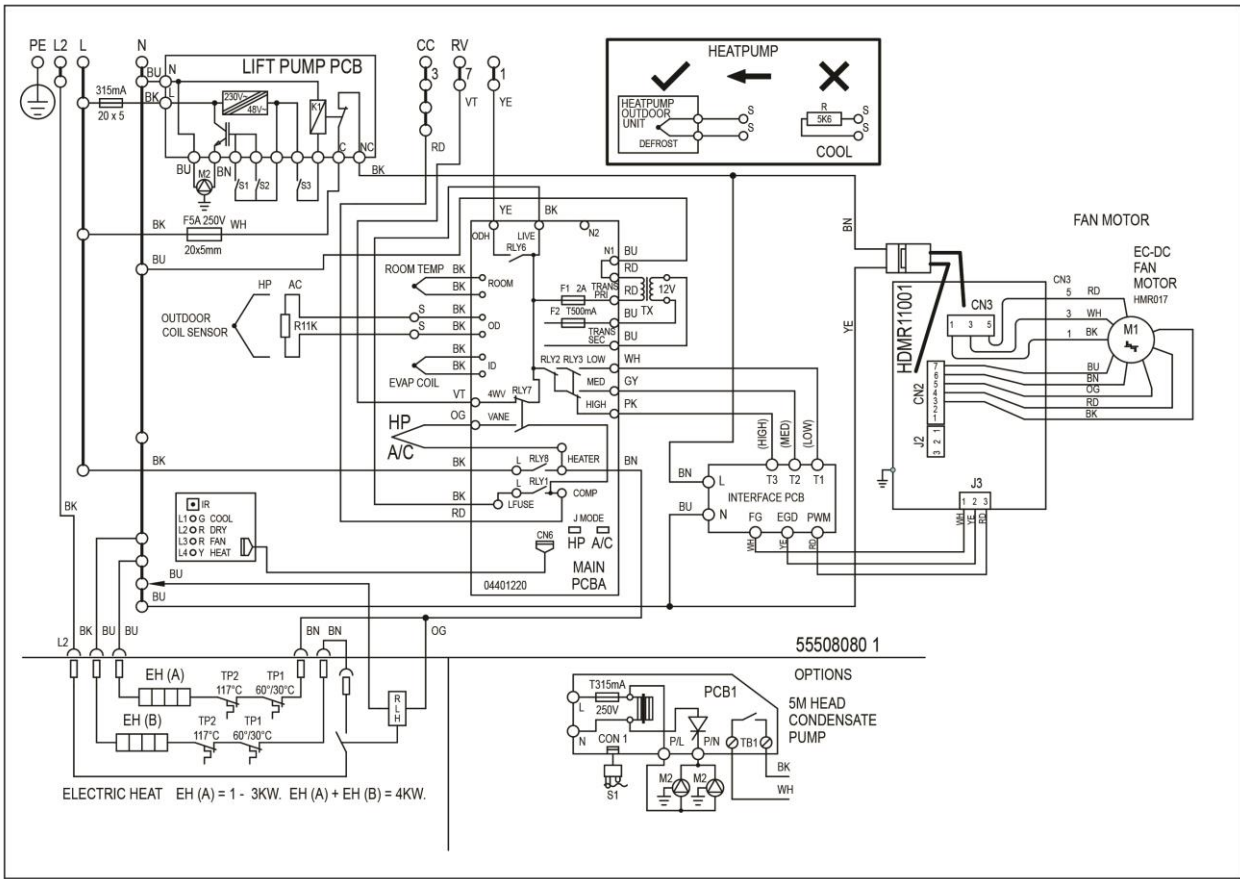 PE L2 L N
CC RV
3 7 1
BU N
LIFT PUMP PCB
315mA
20 x 5
BK L
230V~
48V~
K1
C NC
VT YE
RD
BU BN BK
M2
S1 S2 S3
BK F5A 250V WH
20x5mm
BU
HEATPUMP
HEATPUMP
OUTDOOR
UNIT
DEFROST
S
S
R
5K6
S
S
COOL
YE BK
ODH LIVE N2
RLY6
N1 BU
RD
ROOM TEMP BK
BK ROOM
F1 2A TRANS
PRI
RD
TX
12V
F2 T500mA
BU
TRANS
SEC
BU
HP AC
OUTDOOR
COIL SENSOR
R11K
S BK
S BK
OD
BK
BK ID
EVAP COIL
RLY2 RLY3 LOW WH
MED GY
HIGH PK
VT 4WV RLY7
OG VANE
HP
A/C
BK BK L RLY8 HEATER BN
L RLY1
BK LFUSE COMP
RD
J MODE
HP A/C
CN6
MAIN
PCBA
04401220
BK
IR
L1 G COOL
L2 R DRY
L3 R FAN
L4 Y HEAT
BU
BU
BN
YE
FAN MOTOR
EC-DC
FAN
MOTOR
HMR017
HDMR11001
CN3
1 3 5
CN3
5 RD
3 WH
1 BK
M1
CN2
7
6
5
4
3
2
1
BU
BN
OG
RD
BK
J2
3 2 1
J3
1 2 3
WH YE RD
(HIGH) (MED) (LOW)
T3 T2 T1
BN L
INTERFACE PCB
BU N
FG EGD PWM
WH YE RD
L2 BK BU BU
BN BN OG
55508080 1
EH (A) TP2 TP1
117°C 60°/30°C
EH (B) TP2 TP1
117°C 60°/30°C
R
L
H
ELECTRIC HEAT EH (A) = 1 - 3KW. EH (A) + EH (B) = 4KW.
OPTIONS
5M HEAD
CONDENSATE
PUMP
T315mA
250V
PCB1
L
N
CON 1
P/L P/N
TB1
S1
M2 M2
BK
WH